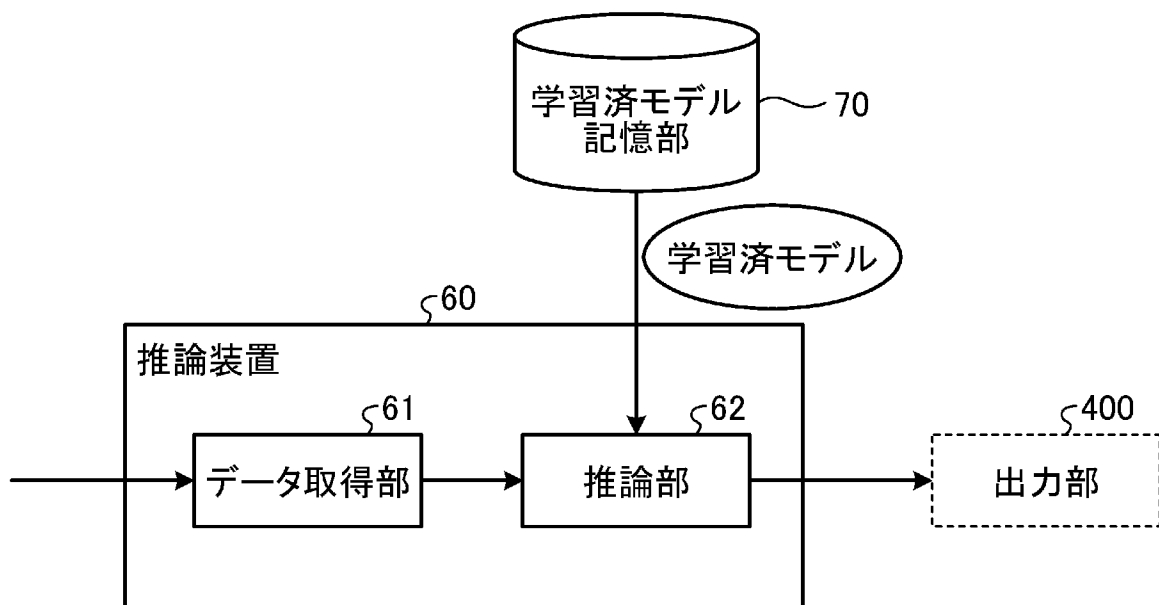 学習済モデル
記憶部
70
学習済モデル
60
推論装置
61
62
400
データ取得部
推論部
出力部